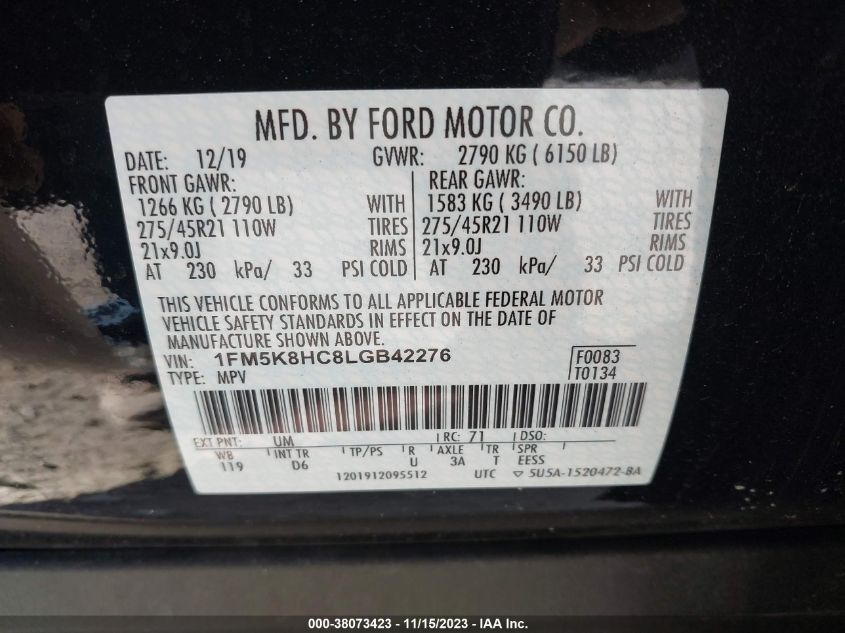 MFD. BY FORD MOTOR CO.
DATE: 12/19 GVWR: 2790 KG ( 6150 LB)
FRONT GAWR: REAR GAWR:
1266 KG ( 2790 LB) WITH 1583 KG ( 3490 LB) WITH
275/45R21 110W TIRES 275/45R21 110W TIRES
21x9.0J RIMS 21x9.0J RIMS
AT 230 kPa/ 33 PSI COLD AT 230 kPa/ 33 PSI COLD
THIS VEHICLE CONFORMS TO ALL APPLICABLE FEDERAL MOTOR
VEHICLE SAFETY STANDARDS IN EFFECT ON THE DATE OF
MANUFACTURE SHOWN ABOVE.
VIN: 1FM5K8HC8LGB42276 F0083
TYPE: MPV T0134
EXT PNT: UM RC: 71 DSO:
WB INT TR TP/PS R AXLE TR SPR
119 D6 U 3A T EESS
1201912095512 UTC ▽ 5U5A-1520472-BA
000-38073423 - 11/15/2023 - IAA Inc.